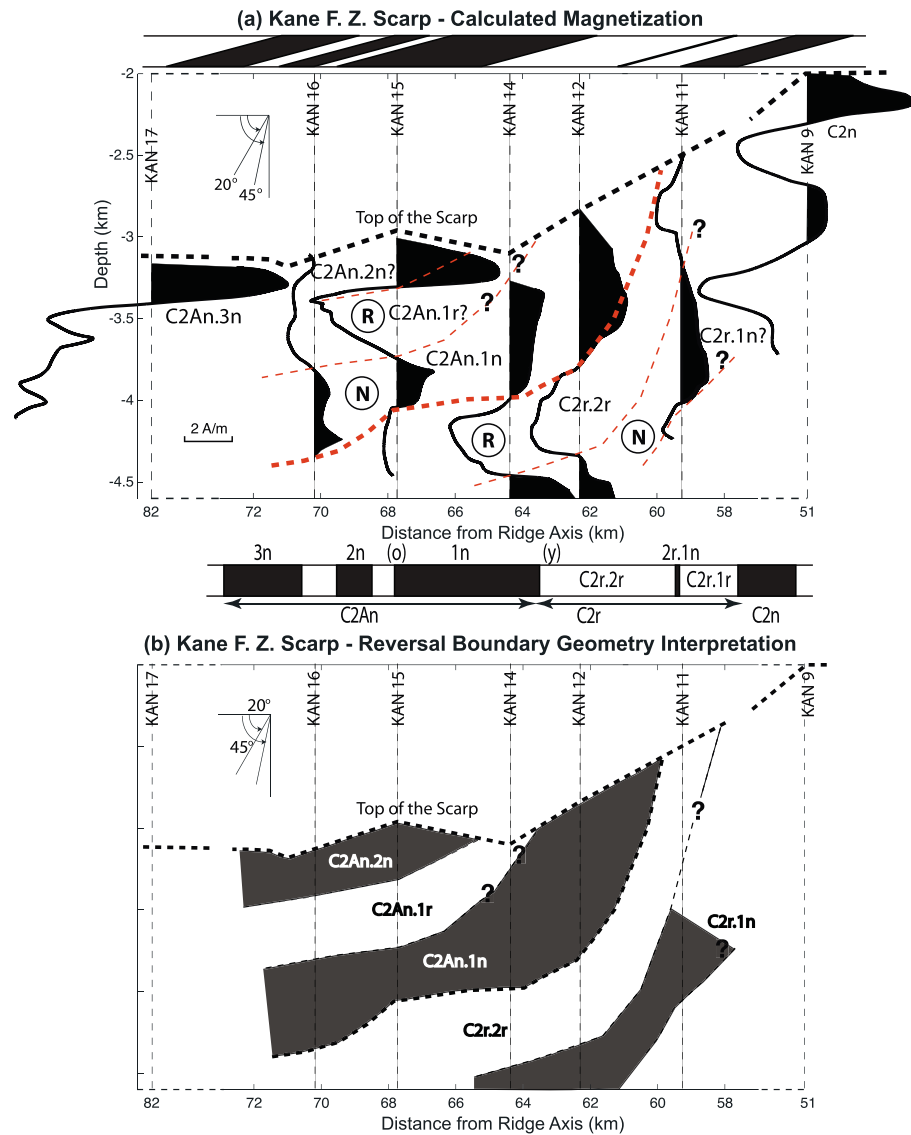 (a) Kane F. Z. Scarp - Calculated Magnetization
-2
-2.5
-3
-3.5
-4
-4.5
Depth (km)
KAN 17
KAN 16
KAN 15
KAN 14
KAN 12
KAN 11
KAN 9
20°
45°
C2n
Top of the Scarp
?
?
C2An.2n?
?
C2An.3n
R
C2An.1r?
C2r.1n?
C2An.1n
?
N
C2r.2r
2 A/m
R
N
82
72
70
68
66
64
62
60
51
Distance from Ridge Axis (km)
3n
2n
(o)
1n
(y)
2r.1n
C2r.2r
C2r.1r
C2An
C2r
C2n
(b) Kane F. Z. Scarp - Reversal Boundary Geometry Interpretation
KAN 17
KAN 16
KAN 15
KAN 14
KAN 12
KAN 11
KAN 9
20°
45°
Top of the Scarp
?
?
C2An.2n
?
C2An.1r
C2r.1n
?
C2An.1n
C2r.2r
82
72
70
68
66
64
62
60
51
Distance from Ridge Axis (km)